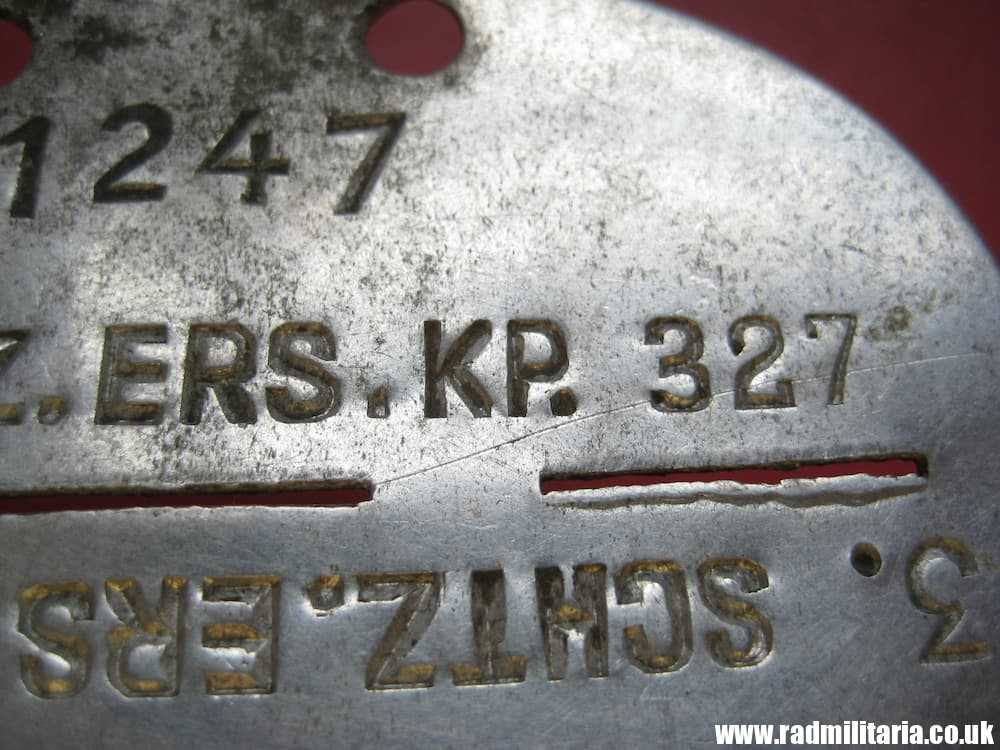 1247
Z.ERS.KP. 327
3. SCHTZ.ERS
www.radmilitaria.co.uk